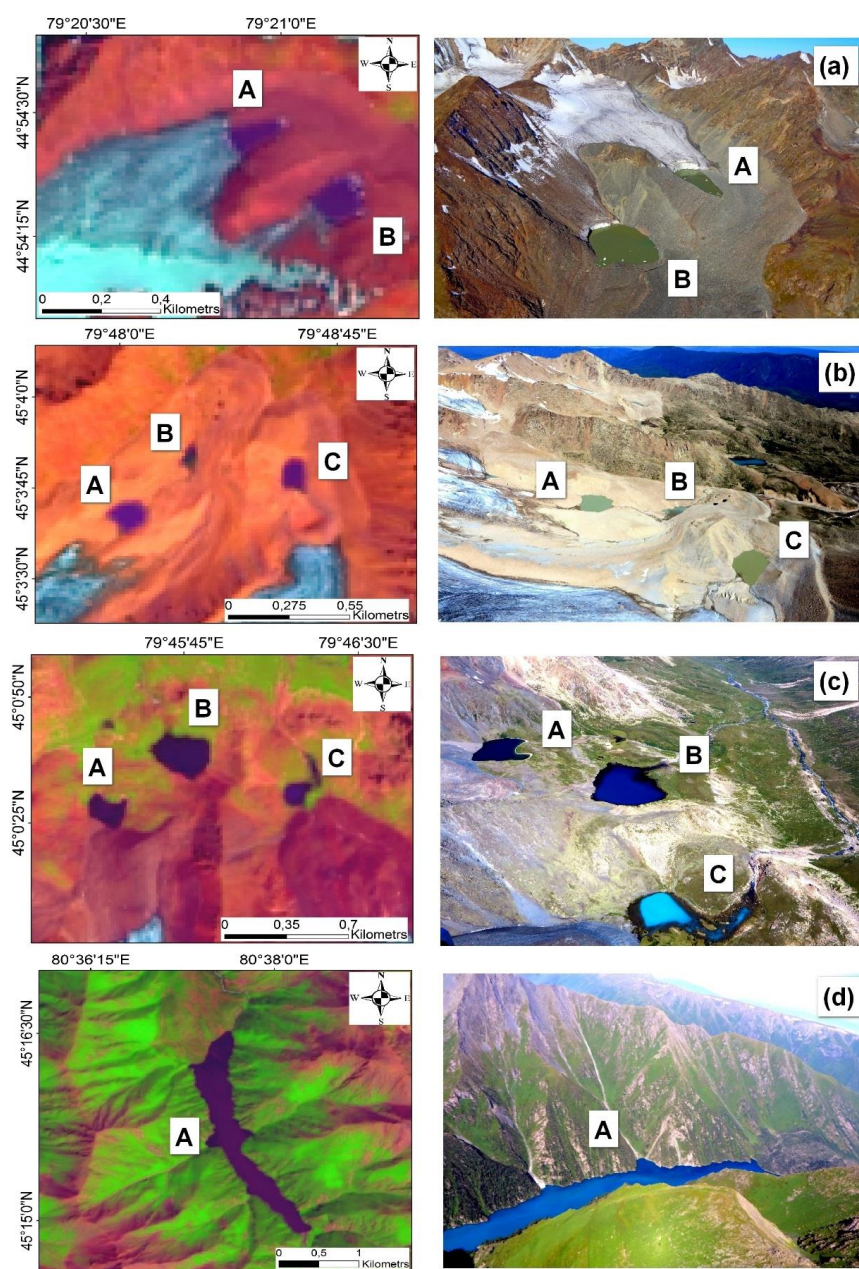 79°20'30"E 79°21'0"E
N
W E
S
44°54'30"N
44°54'15"N
A
B
0 0,2 0,4
Kilometrs
(a)
A
B
79°48'0"E 79°48'45"E
N
W E
S
45°4'0"N
45°3'45"N
45°3'30"N
B
C
A
0 0,275 0,55
Kilometrs
(b)
A
B
C
79°45'45"E 79°46'30"E
N
W E
S
45°0'50"N
45°0'25"N
B
A
C
0 0,35 0,7
Kilometrs
(c)
A
B
C
80°36'15"E 80°38'0"E
N
W E
S
45°16'30"N
45°15'0"N
A
0 0,5 1
Kilometrs
(d)
A